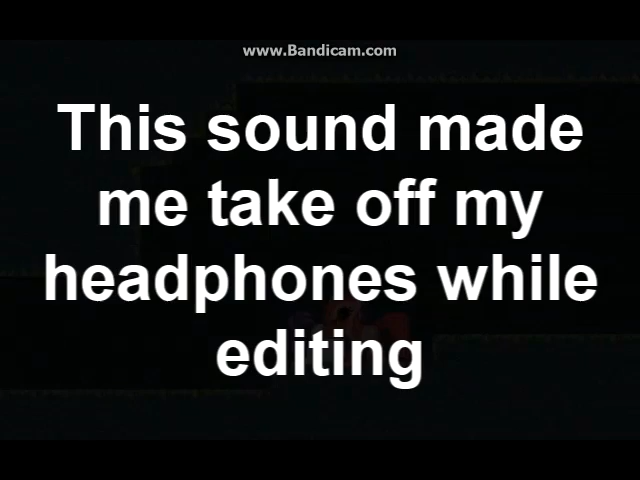 www.Bandicam.com
This sound made
me take off my
headphones while
editing